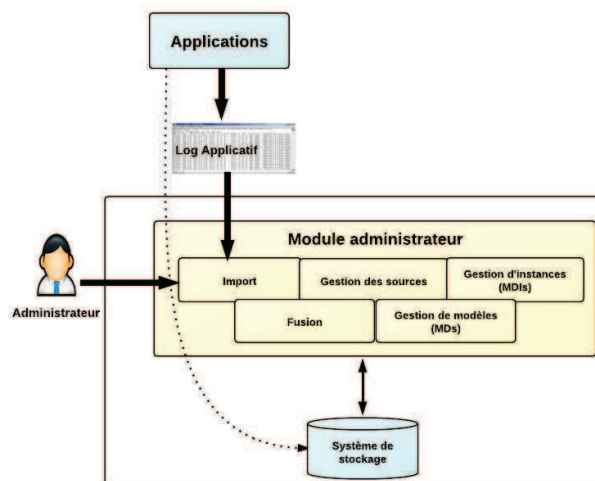 Applications
Log Applicatif
Module administrateur
Import
Gestion des sources
Gestion d'instances
(MDIs)
Administrateur
Fusion
Gestion de modèles
(MDs)
Système de
stockage